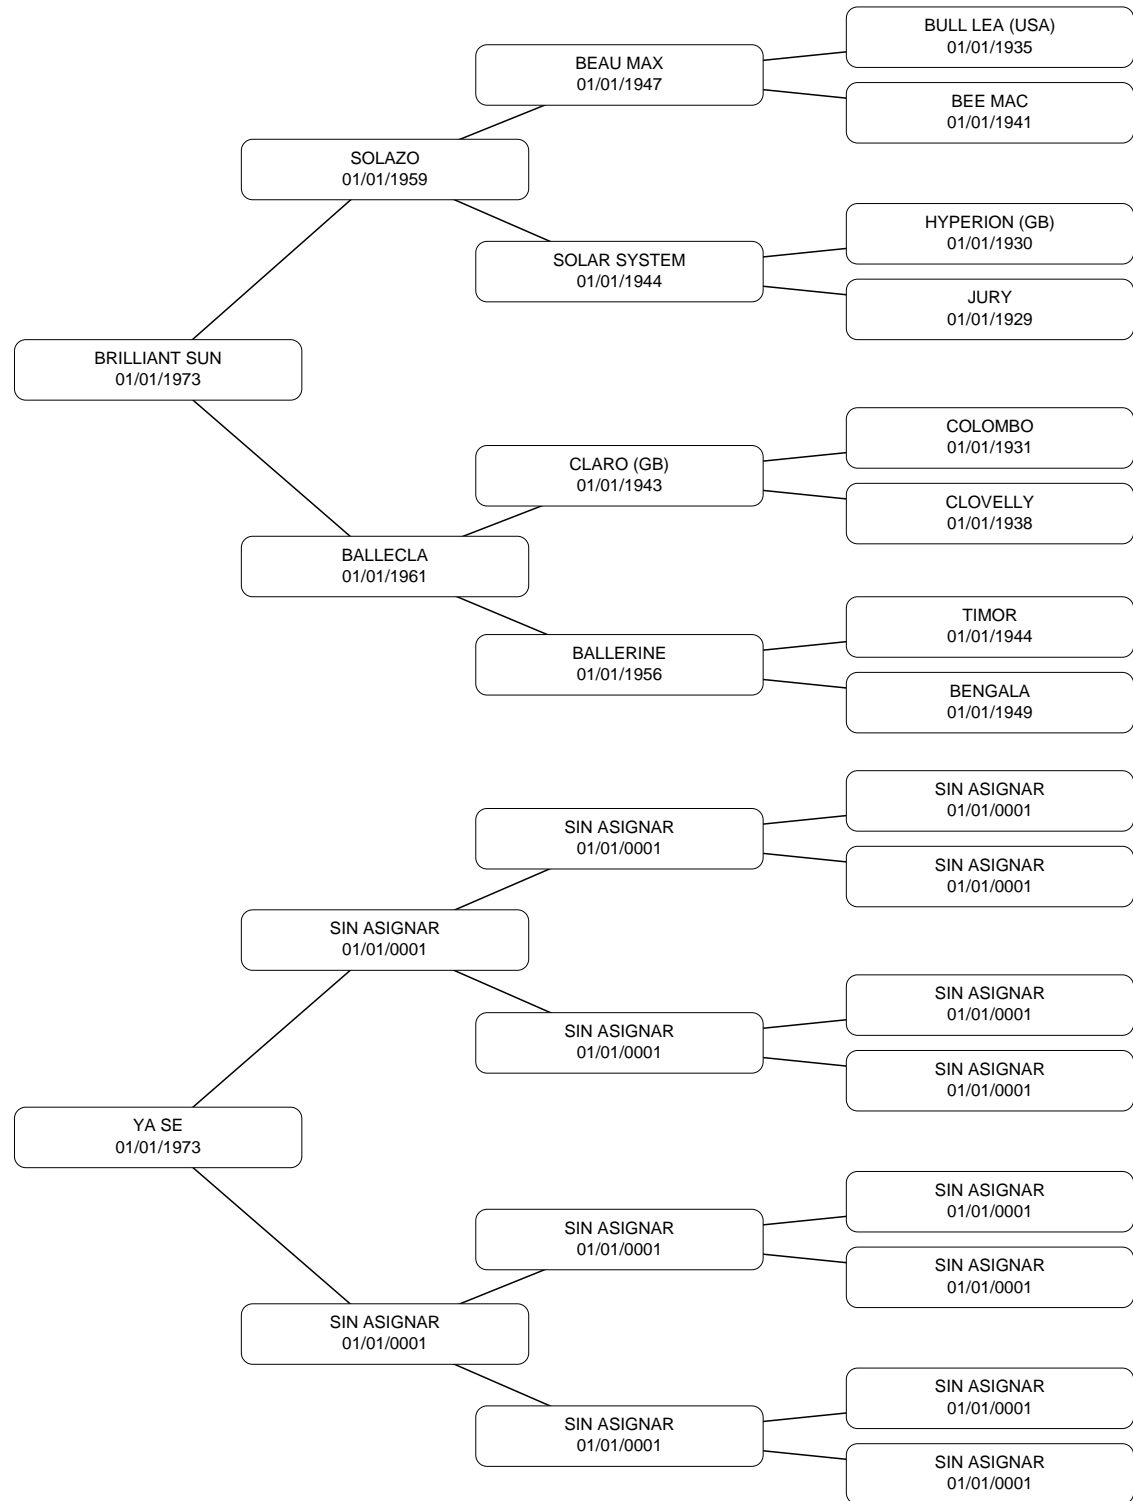 BULL LEA (USA)
01/01/1935
BEAU MAX
01/01/1947
BEE MAC
01/01/1941
SOLAZO
01/01/1959
HYPERION (GB)
01/01/1930
SOLAR SYSTEM
01/01/1944
JURY
01/01/1929
BRILLIANT SUN
01/01/1973
COLOMBO
01/01/1931
CLARO (GB)
01/01/1943
CLOVELLY
01/01/1938
BALLECLA
01/01/1961
TIMOR
01/01/1944
BALLERINE
01/01/1956
BENGALA
01/01/1949
SIN ASIGNAR
01/01/0001
SIN ASIGNAR
01/01/0001
SIN ASIGNAR
01/01/0001
SIN ASIGNAR
01/01/0001
SIN ASIGNAR
01/01/0001
SIN ASIGNAR
01/01/0001
SIN ASIGNAR
01/01/0001
YA SE
01/01/1973
SIN ASIGNAR
01/01/0001
SIN ASIGNAR
01/01/0001
SIN ASIGNAR
01/01/0001
SIN ASIGNAR
01/01/0001
SIN ASIGNAR
01/01/0001
SIN ASIGNAR
01/01/0001
SIN ASIGNAR
01/01/0001